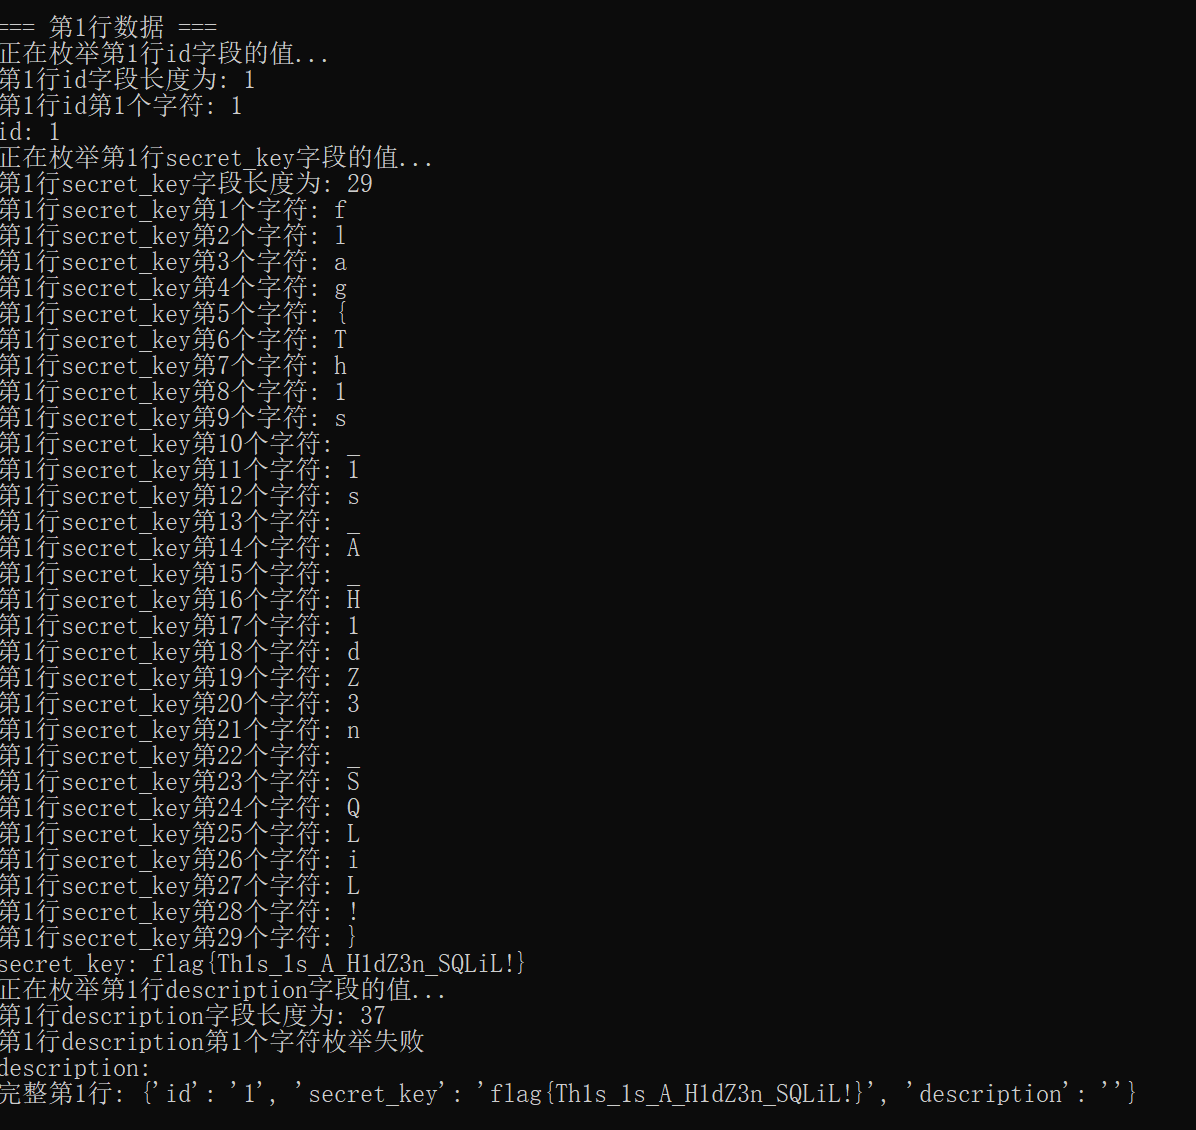 === 第1行数据 ===
正在枚举第1行id字段的值...
第1行id字段长度为: 1
第1行id第1个字符: 1
id: 1
正在枚举第1行secret_key字段的值...
第1行secret_key字段长度为: 29
第1行secret_key第1个字符: f
第1行secret_key第2个字符: l
第1行secret_key第3个字符: a
第1行secret_key第4个字符: g
第1行secret_key第5个字符: {
第1行secret_key第6个字符: T
第1行secret_key第7个字符: h
第1行secret_key第8个字符: 1
第1行secret_key第9个字符: s
第1行secret_key第10个字符: _
第1行secret_key第11个字符: 1
第1行secret_key第12个字符: s
第1行secret_key第13个字符: _
第1行secret_key第14个字符: A
第1行secret_key第15个字符: _
第1行secret_key第16个字符: H
第1行secret_key第17个字符: 1
第1行secret_key第18个字符: d
第1行secret_key第19个字符: Z
第1行secret_key第20个字符: 3
第1行secret_key第21个字符: n
第1行secret_key第22个字符: _
第1行secret_key第23个字符: S
第1行secret_key第24个字符: Q
第1行secret_key第25个字符: L
第1行secret_key第26个字符: i
第1行secret_key第27个字符: L
第1行secret_key第28个字符: !
第1行secret_key第29个字符: }
secret_key: flag{Th1s_1s_A_H1dZ3n_SQLiL!}
正在枚举第1行description字段的值...
第1行description字段长度为: 37
第1行description第1个字符枚举失败
description:
完整第1行: {'id': '1', 'secret_key': 'flag{Th1s_1s_A_H1dZ3n_SQLiL!}', 'description': ''}